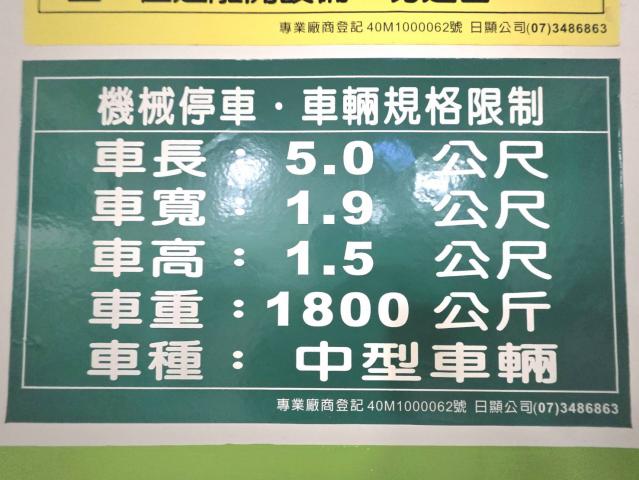 專業廠商登記 40M1000062號 日顯公司(07)3486863
機械停車・車輛規格限制
車長：5.0 公尺
車寬：1.9 公尺
車高：1.5 公尺
車重：1800 公斤
車種：中型車輛
專業廠商登記 40M1000062號 日顯公司(07)3486863